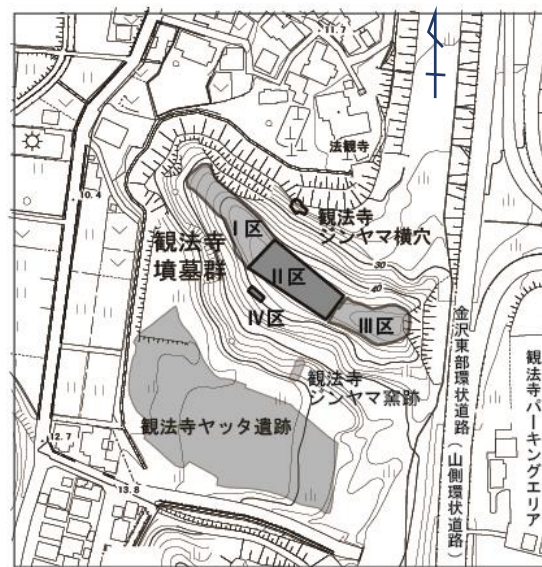 11.7
法観寺
10.4
観法寺
ジンヤマ横穴
I区
観法寺
墳墓群
II区
30
40
IV区
III区
観法寺
ジンヤマ窯跡
観法寺ヤッタ遺跡
12.7
13.8
金沢東部環状道路(山側環状道路)
観法寺パーキングエリア